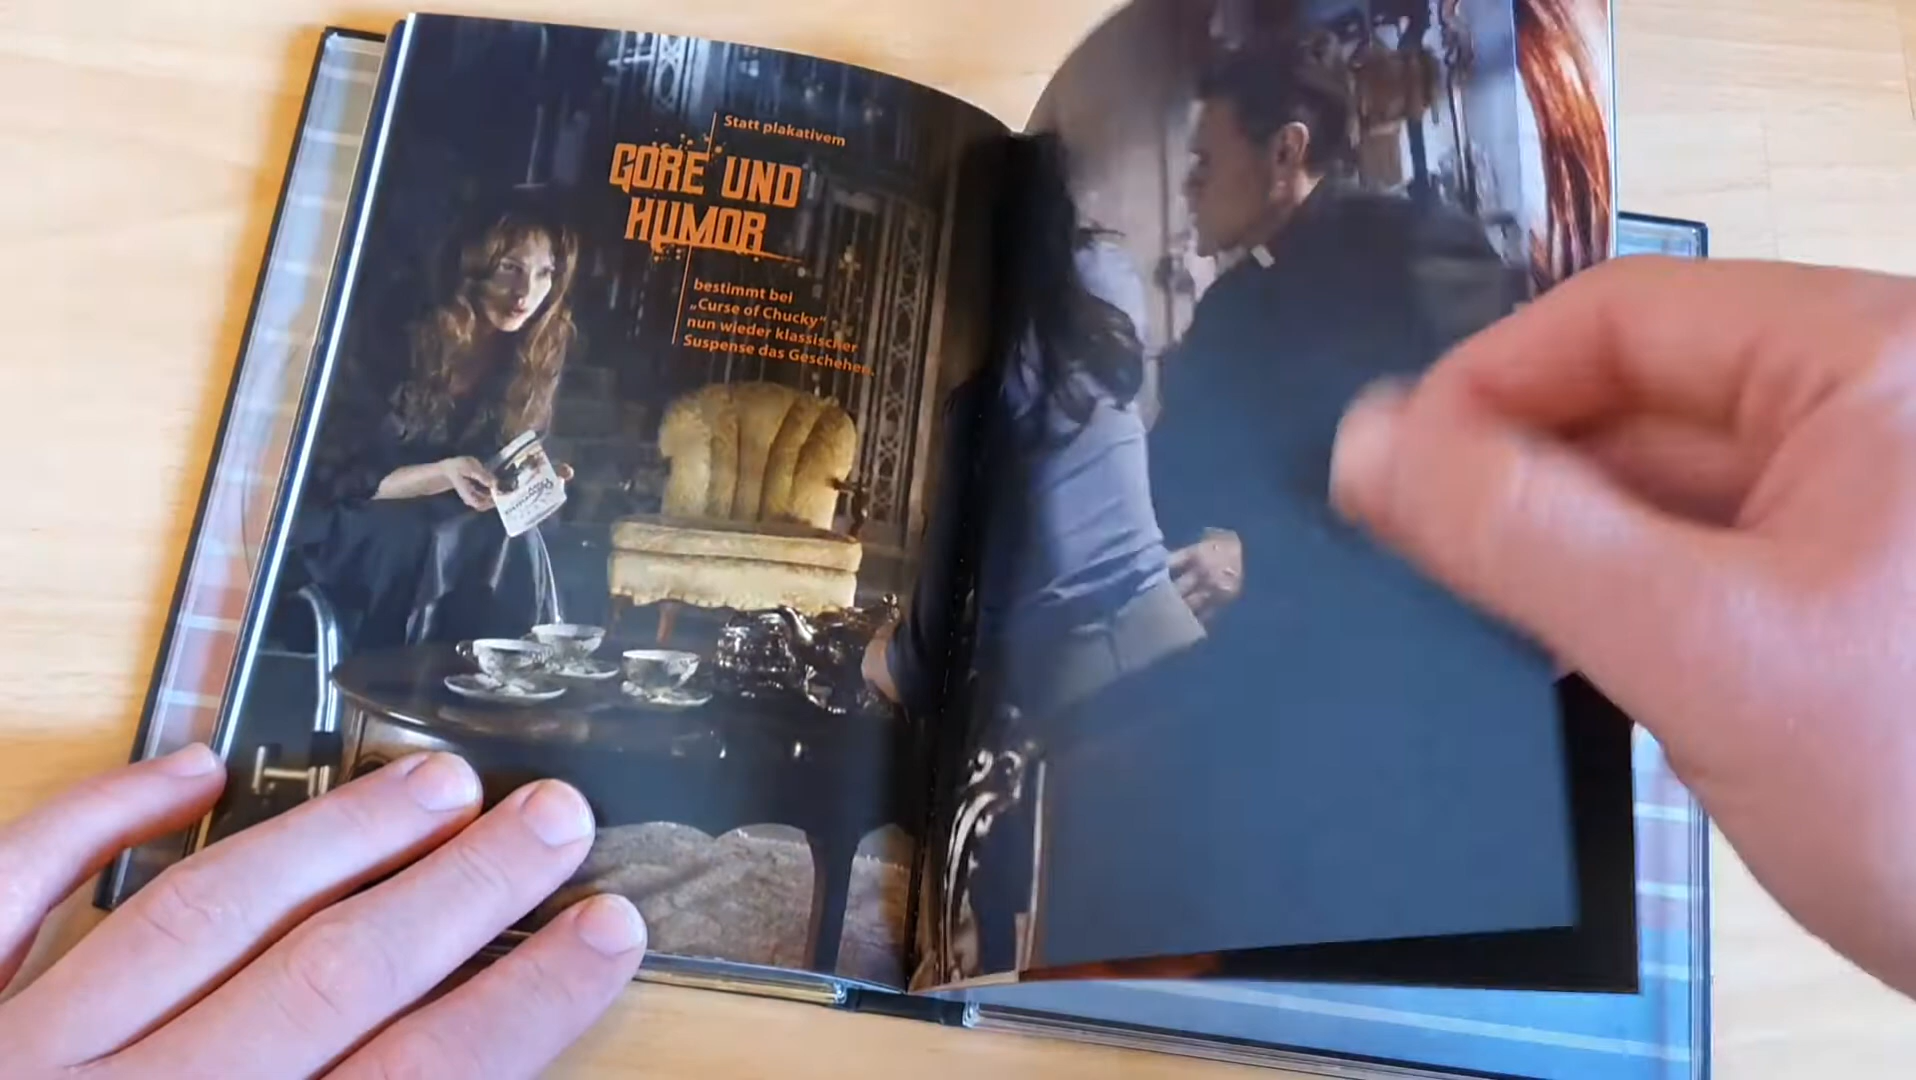 Statt plakativem
GORE UND
HUMOR
bestimmt bei
„Curse of Chucky“
nun wieder klassischer
Suspense das Geschehen.